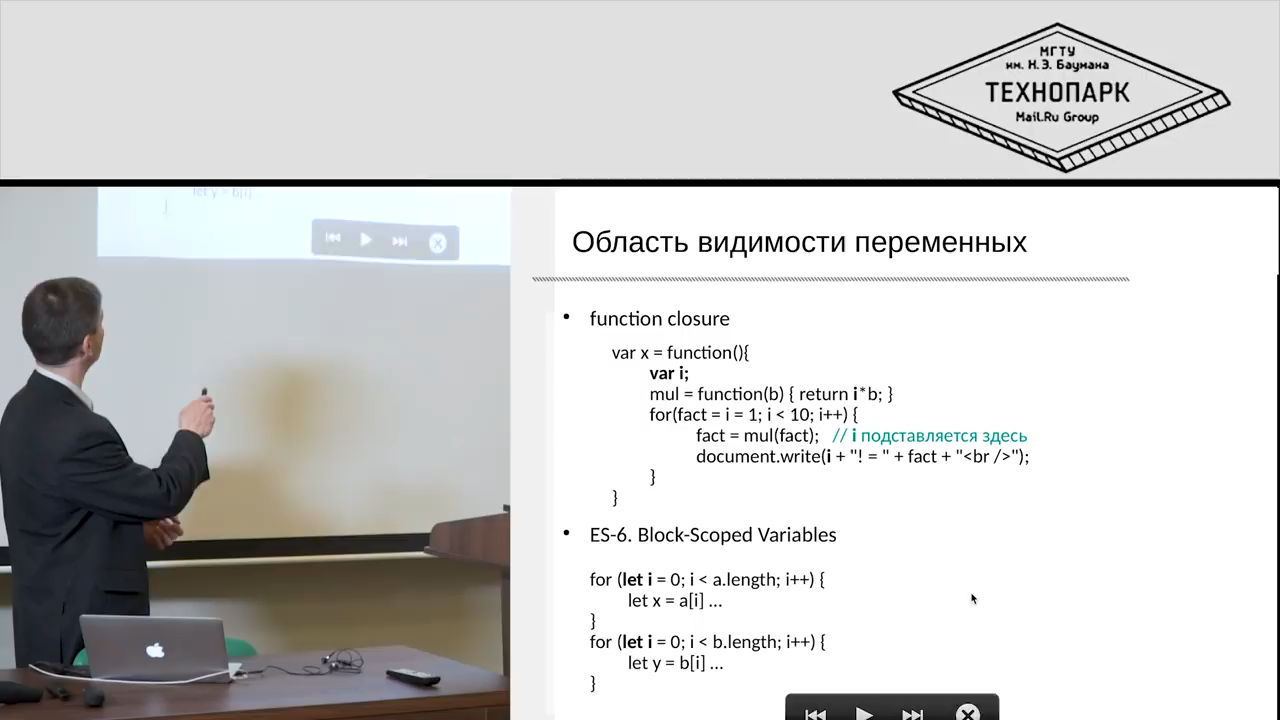 МГТУ
им. Н.Э. Баумана
ТЕХНОПАРК
Mail.Ru Group
let y = b[i] ...
}
Область видимости переменных
• function closure
var x = function(){
var i;
mul = function(b) { return i*b; }
for(fact = i = 1; i < 10; i++) {
fact = mul(fact); // i подставляется здесь
document.write(i + "! = " + fact + "<br />");
}
}
• ES-6. Block-Scoped Variables
for (let i = 0; i < a.length; i++) {
let x = a[i] ...
}
for (let i = 0; i < b.length; i++) {
let y = b[i] ...
}